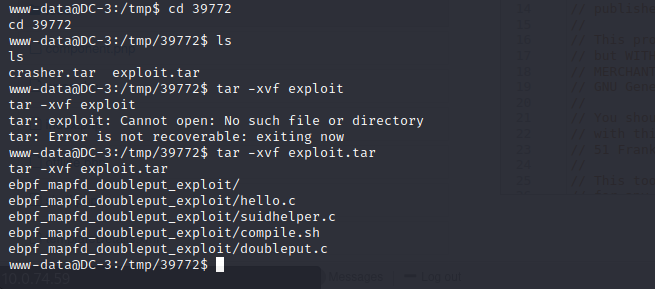 www-data@DC-3:/tmp$ cd 39772
cd 39772
www-data@DC-3:/tmp/39772$ ls
ls
crasher.tar  exploit.tar
www-data@DC-3:/tmp/39772$ tar -xvf exploit
tar -xvf exploit
tar: exploit: Cannot open: No such file or directory
tar: Error is not recoverable: exiting now
www-data@DC-3:/tmp/39772$ tar -xvf exploit.tar
tar -xvf exploit.tar
ebpf_mapfd_doubleput_exploit/
ebpf_mapfd_doubleput_exploit/hello.c
ebpf_mapfd_doubleput_exploit/suidhelper.c
ebpf_mapfd_doubleput_exploit/compile.sh
ebpf_mapfd_doubleput_exploit/doubleput.c
www-data@DC-3:/tmp/39772$